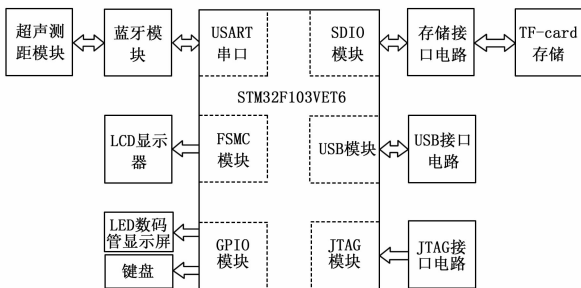 超声测
距模块
蓝牙模
块
USART
串口
SDIO
模块
存储接
口电路
TF-card
存储
STM32F103VET6
LCD显示
器
FSMC
模块
USB模块
USB接口
电路
LED数码
管显示屏
键盘
GPIO
模块
JTAG
模块
JTAG接
口电路